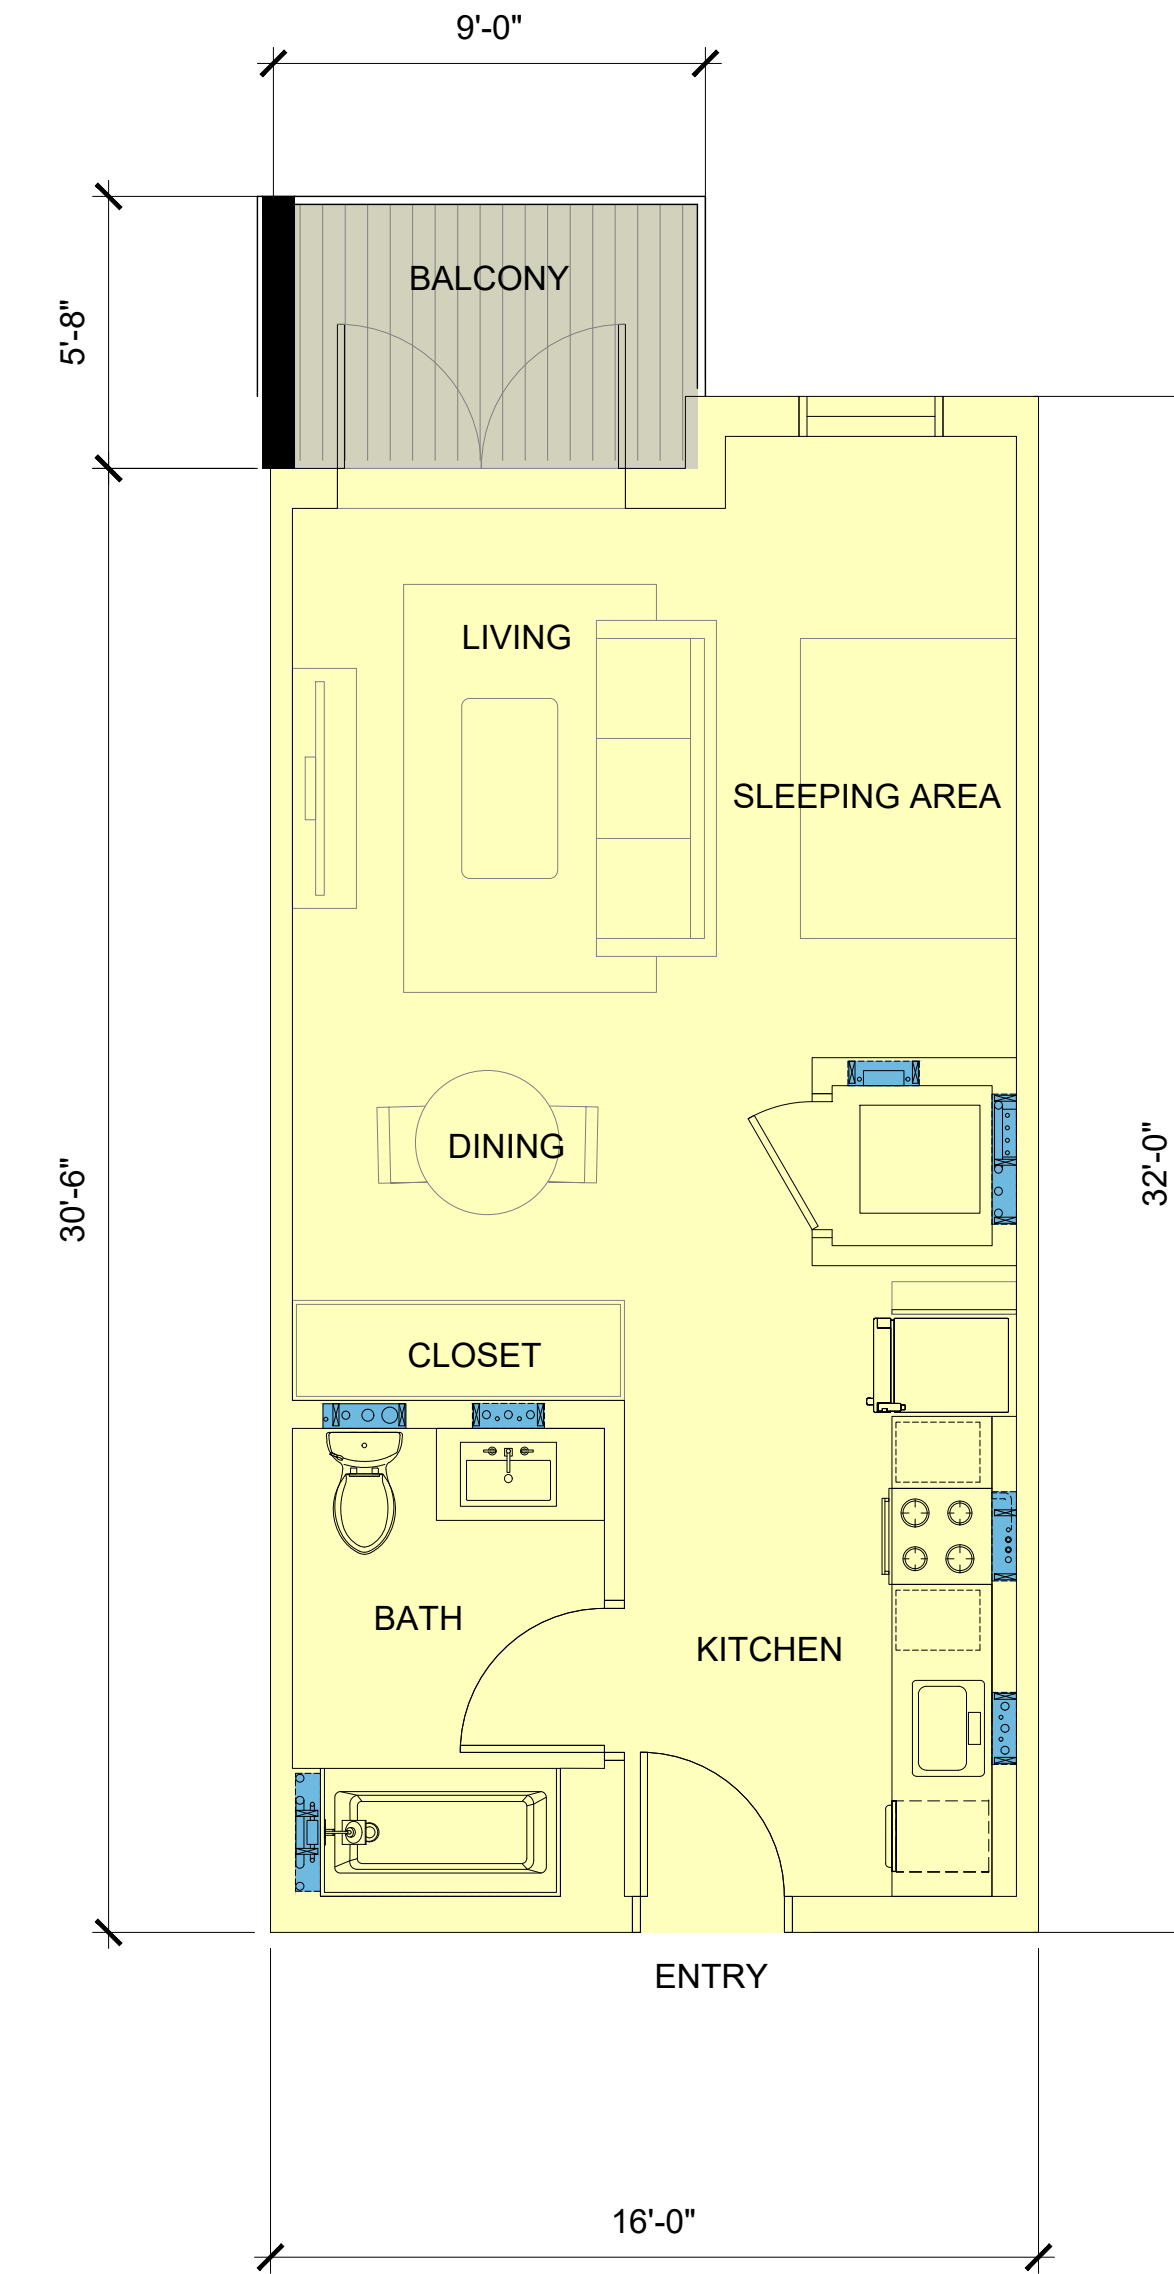 9'-0"
BALCONY
5'-8"
LIVING
SLEEPING AREA
DINING
30'-6"
32'-0"
CLOSET
BATH
KITCHEN
ENTRY
16'-0"